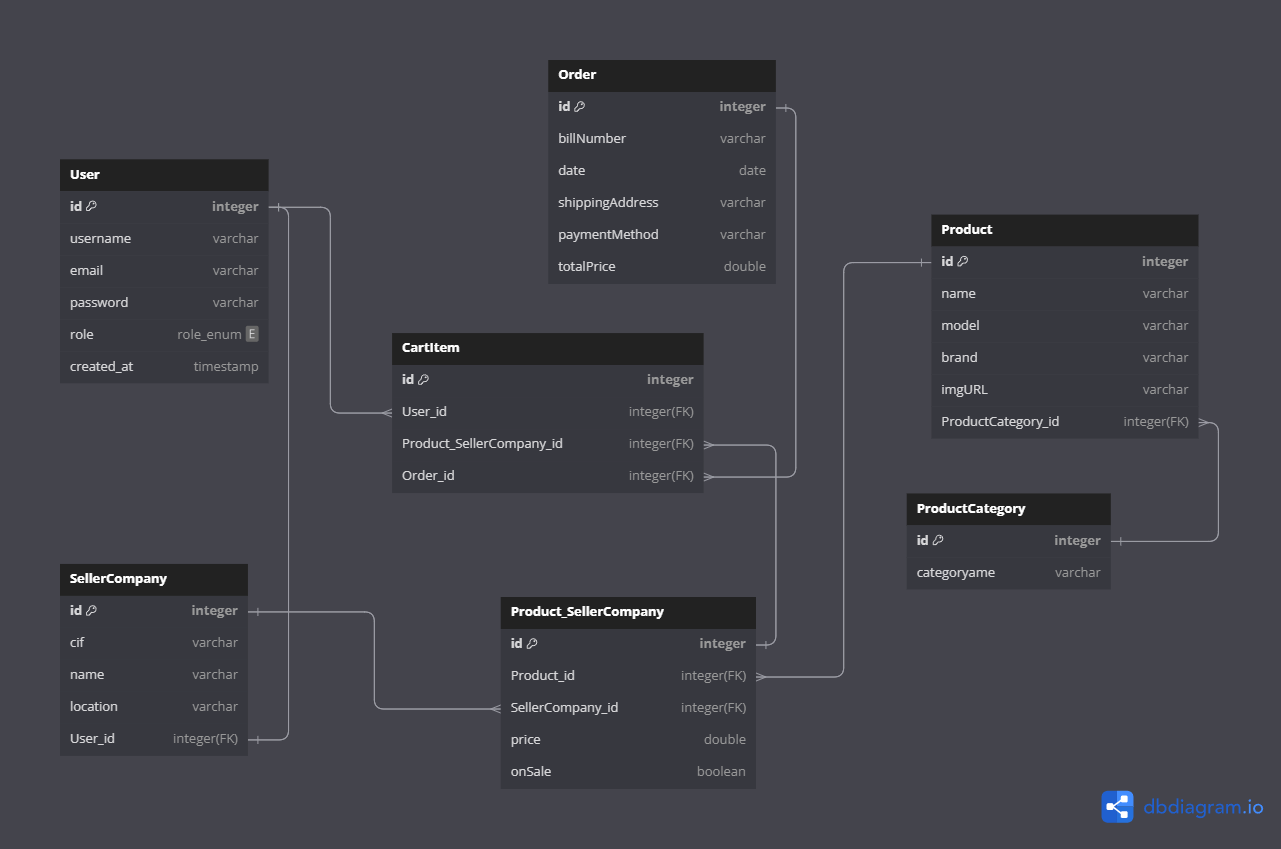 Order
id integer
billNumber varchar
date date
shippingAddress varchar
paymentMethod varchar
totalPrice double
User
id integer
username varchar
email varchar
password varchar
role role_enum E
created_at timestamp
Product
id integer
name varchar
model varchar
brand varchar
imgURL varchar
ProductCategory_id integer(FK)
CartItem
id integer
User_id integer(FK)
Product_SellerCompany_id integer(FK)
Order_id integer(FK)
ProductCategory
id integer
categoryame varchar
SellerCompany
id integer
cif varchar
name varchar
location varchar
User_id integer(FK)
Product_SellerCompany
id integer
Product_id integer(FK)
SellerCompany_id integer(FK)
price double
onSale boolean
dbdiagram.io